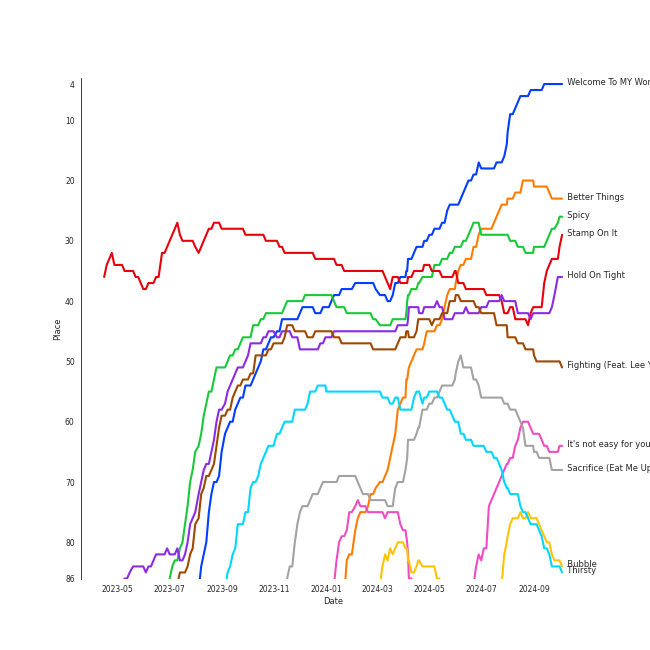 4
10
20
30
40
50
60
70
80
86
Place
2023-05
2023-07
2023-09
2023-11
2024-01
2024-03
2024-05
2024-07
2024-09
Date
Welcome To MY Wor
Better Things
Spicy
Stamp On It
Hold On Tight
Fighting (Feat. Lee Y
It's not easy for you
Sacrifice (Eat Me Up
Bubble
Thirsty